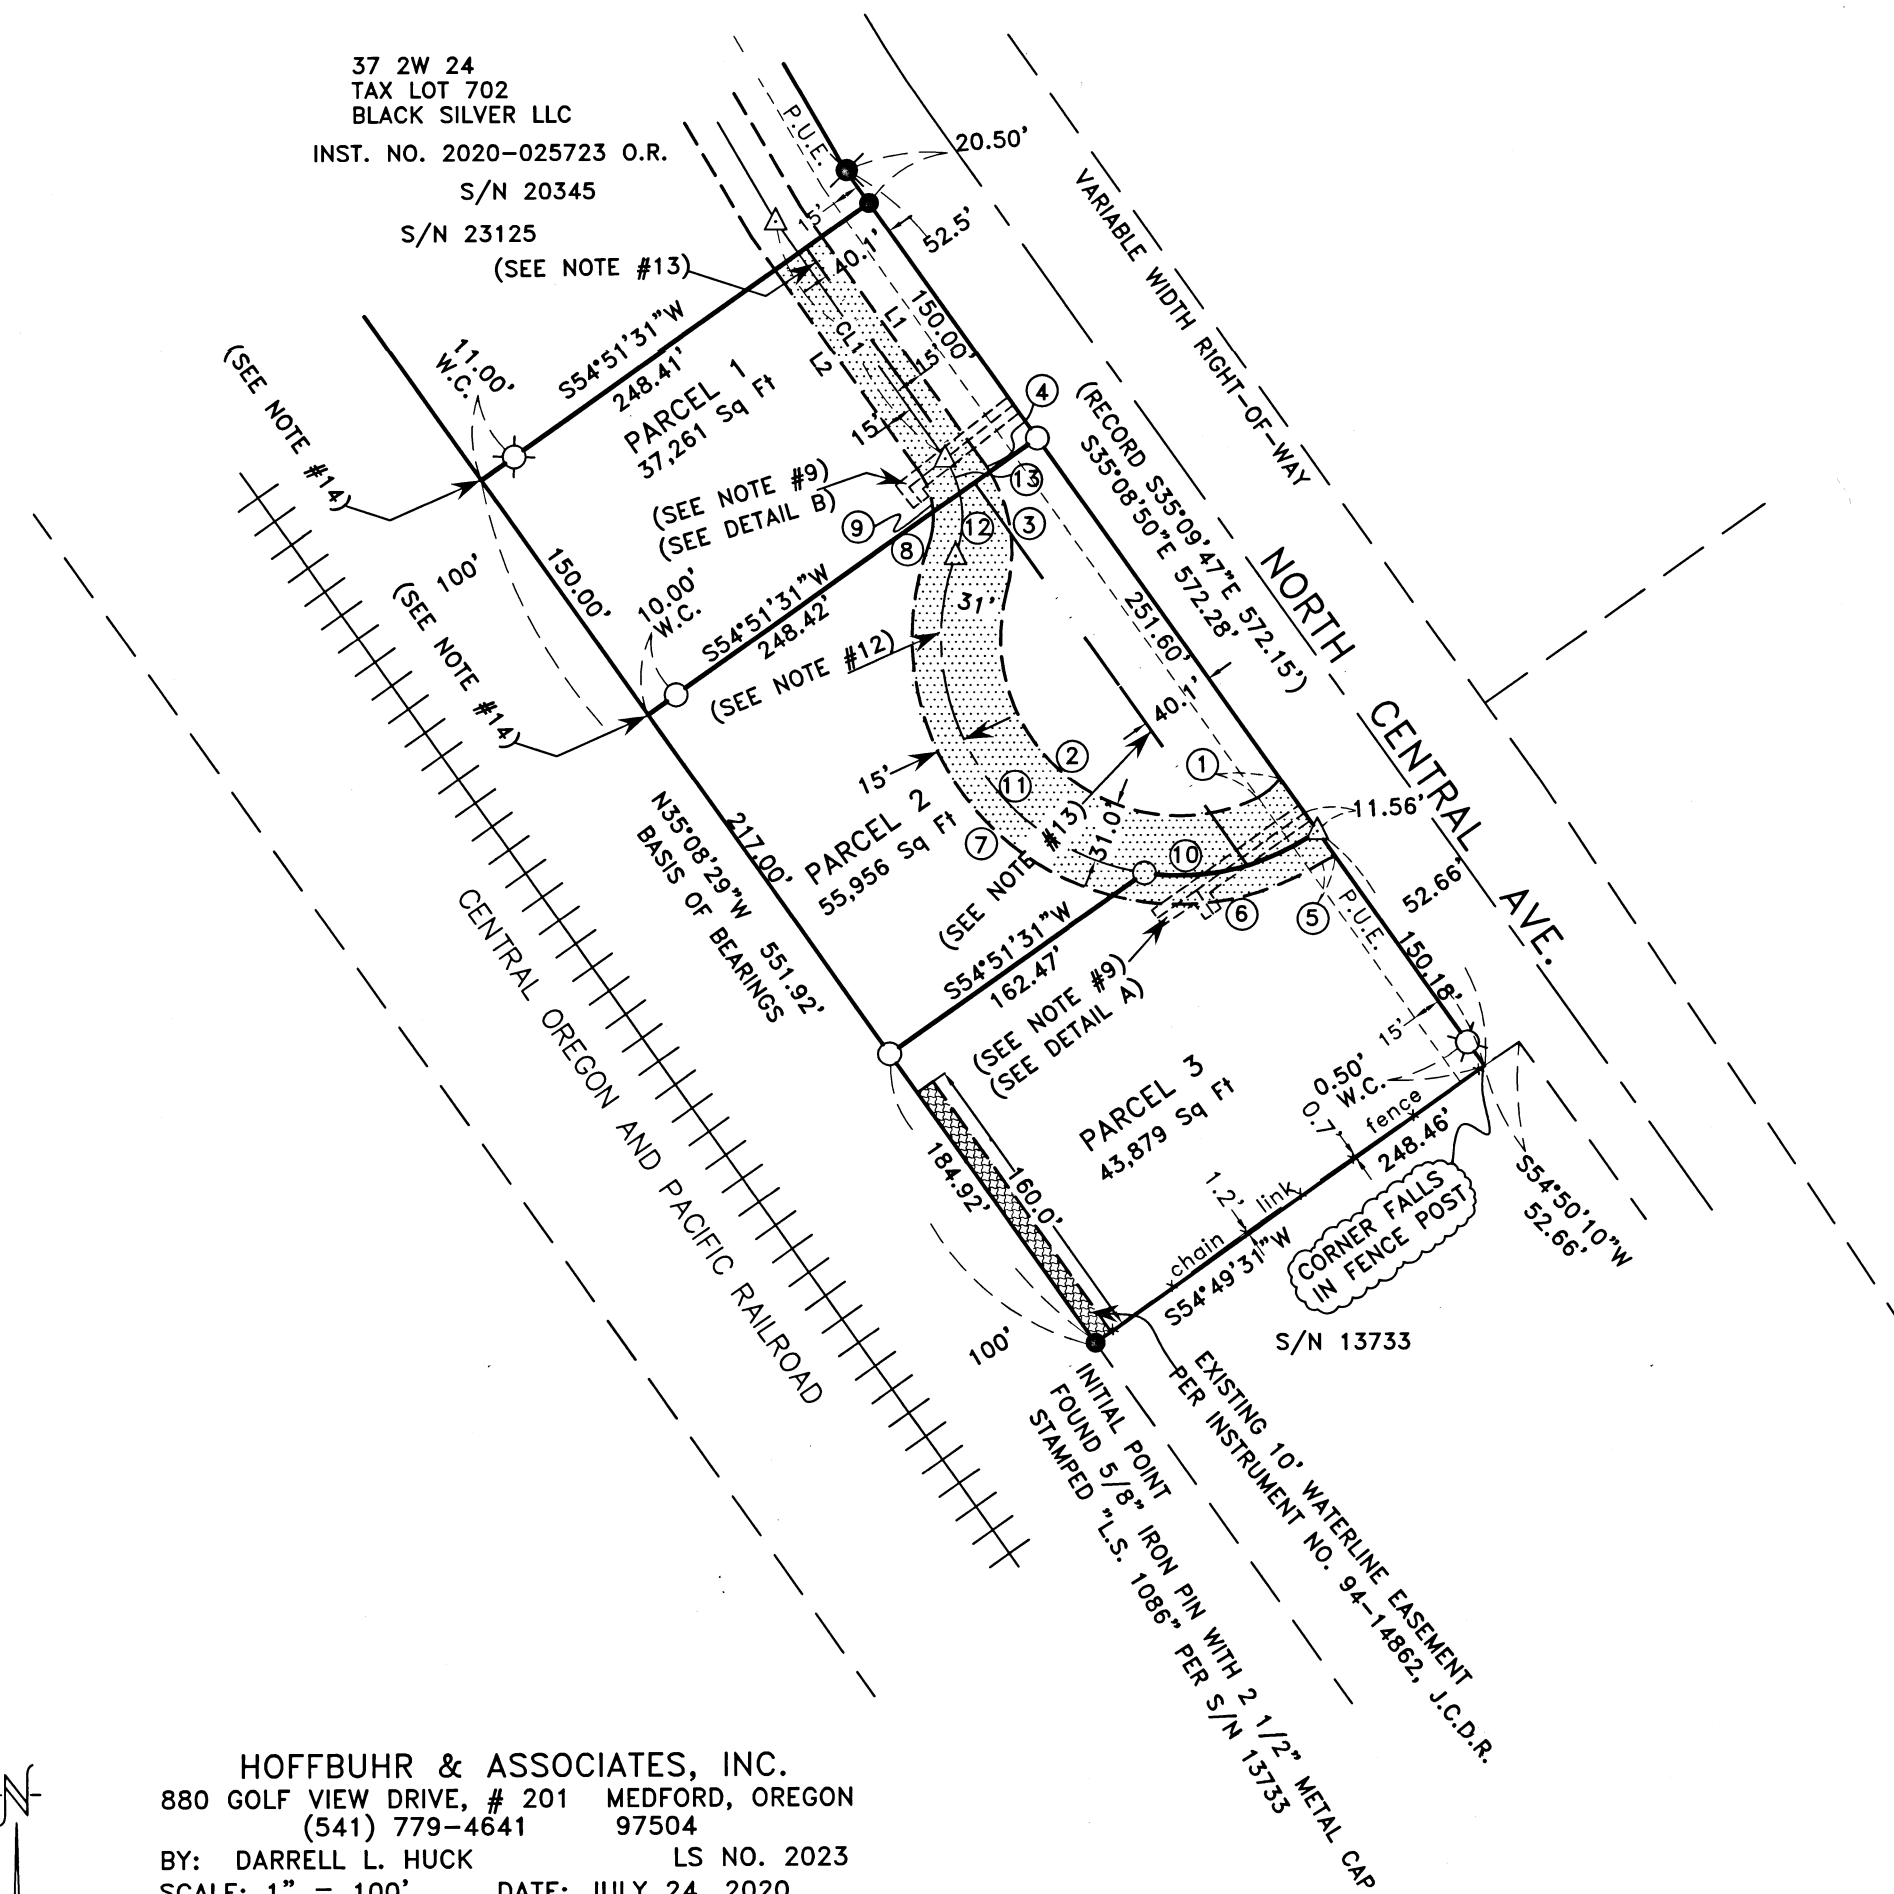 37 2W 24
TAX LOT 702
BLACK SILVER LLC
INST. NO. 2020-025723 O.R.
S/N 20345
S/N 23125
(SEE NOTE #13)
P.U.E.
20.50'
15'
40.1'
52.5'
VARIABLE WIDTH RIGHT-OF-WAY
S54°51'31"W
248.41'
11.00'
W.C.
(SEE NOTE #14)
PARCEL 1
37,261 Sq Ft
L1
CL1
L2
150.00'
15'
15'
4
(RECORD S35°09'47"E 572.15')
S35°08'50"E 572.28'
(SEE NOTE #9)
(SEE DETAIL B)
13
9
12
3
8
100'
150.00'
(SEE NOTE #14)
10.00'
W.C.
S54°51'31"W
248.42'
31'
(SEE NOTE #12)
251.60'
NORTH CENTRAL AVE.
40.1'
15'
2
1
11
7
PARCEL 2
55,956 Sq Ft
217.00'
N35°08'29"W 551.92'
BASIS OF BEARINGS
(SEE NOTE #13)
31.0'
10
11.56'
6
5
52.66'
P.U.E.
S54°51'31"W
162.47'
(SEE NOTE #9)
(SEE DETAIL A)
150.18'
15'
CENTRAL OREGON AND PACIFIC RAILROAD
PARCEL 3
43,879 Sq Ft
0.50'
W.C.
0.7'
fence
248.46'
184.92'
160.0'
1.2'
chain link
S54°49'31"W
CORNER FALLS
IN FENCE POST
S54°50'10"W
52.66'
S/N 13733
100'
INITIAL POINT
FOUND 5/8" IRON PIN WITH 2 1/2" METAL CAP
STAMPED "L.S. 1086" PER S/N 13733
EXISTING 10' WATERLINE EASEMENT
PER INSTRUMENT NO. 94-14862, J.C.D.R.
N
HOFFBUHR & ASSOCIATES, INC.
880 GOLF VIEW DRIVE, # 201 MEDFORD, OREGON
(541) 779-4641 97504
BY: DARRELL L. HUCK LS NO. 2023
SCALE: 1" = 100' DATE: JULY 24, 2020